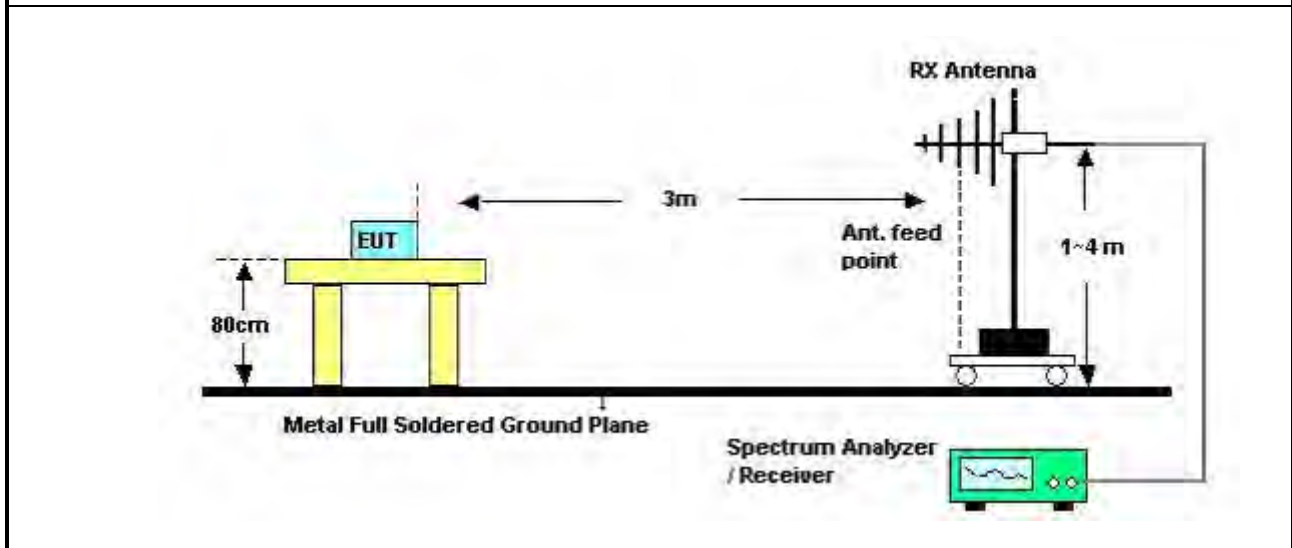 RX Antenna
3m
EUT
Ant. feed
point
1~4 m
80cm
Metal Full Soldered Ground Plane
Spectrum Analyzer
/ Receiver